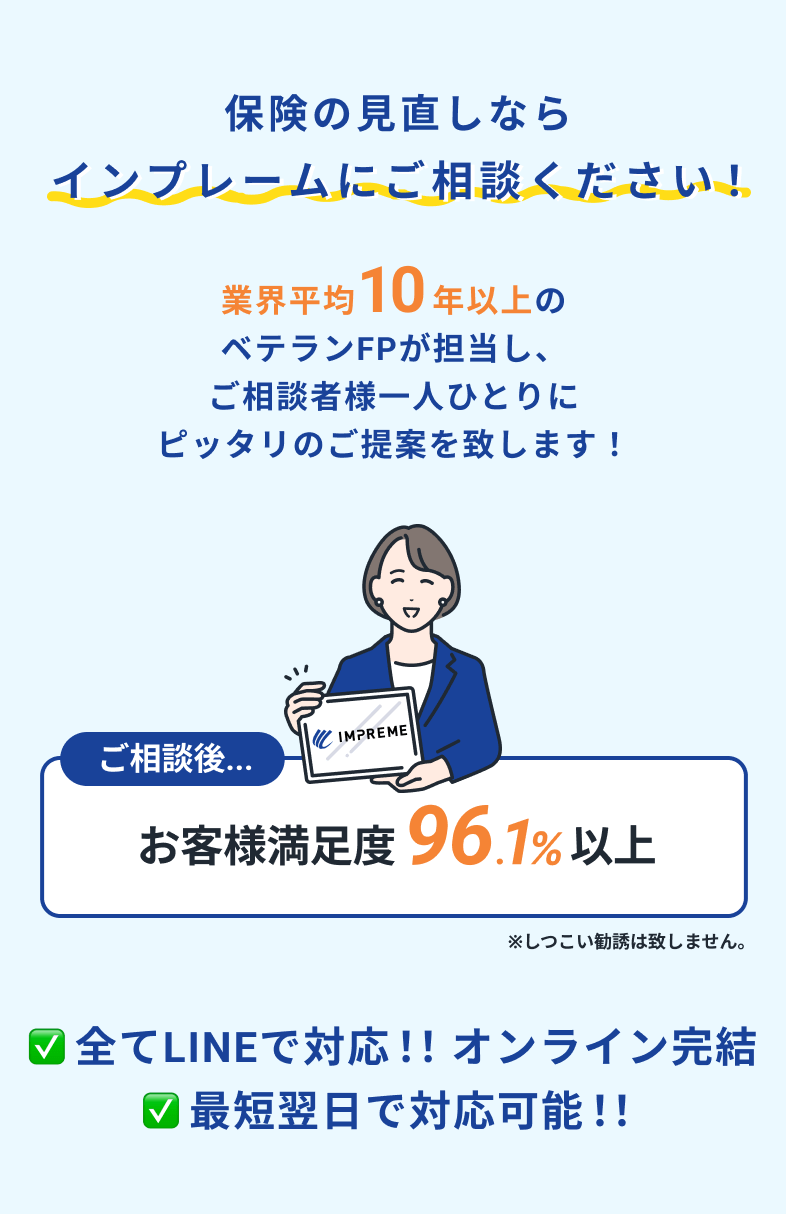 保険の見直しなら
インプレームにご相談ください！
業界平均10年以上の
ベテランFPが担当し、
ご相談者様一人ひとりに
ピッタリのご提案を致します！
IMPREME
ご相談後...
お客様満足度96.1%以上
※しつこい勧誘は致しません。
✅全てLINEで対応!! オンライン完結
✅最短翌日で対応可能!!